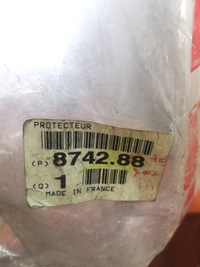 PROTECTEUR
(P) 8742.88
(Q) 1
MADE IN FRANCE